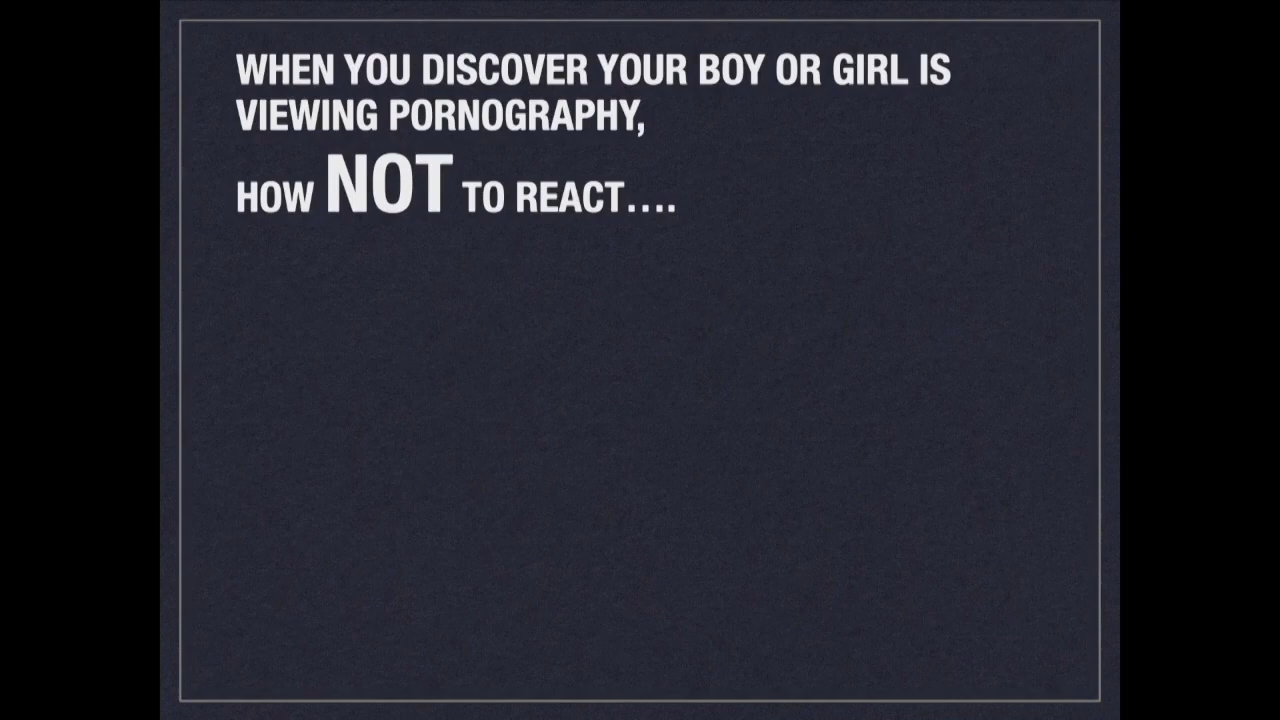 WHEN YOU DISCOVER YOUR BOY OR GIRL IS
VIEWING PORNOGRAPHY,
HOW NOT TO REACT....